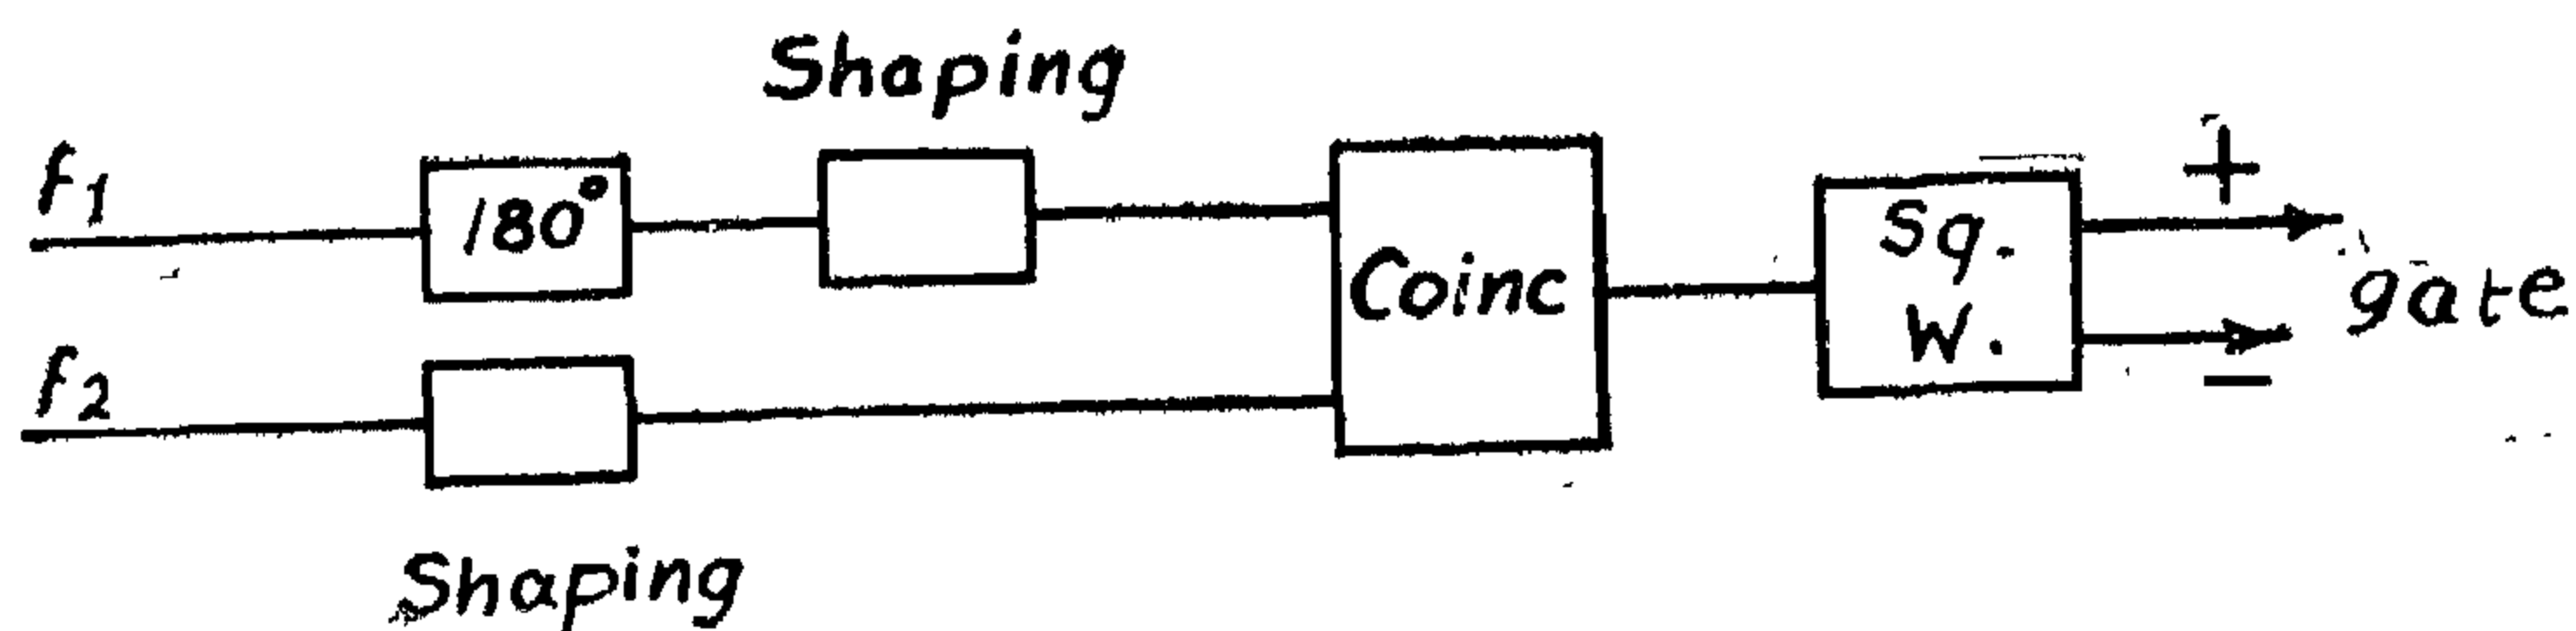 Shaping
f1
180°
Coinc
Sq.
W.
+
gate
−
f2
Shaping